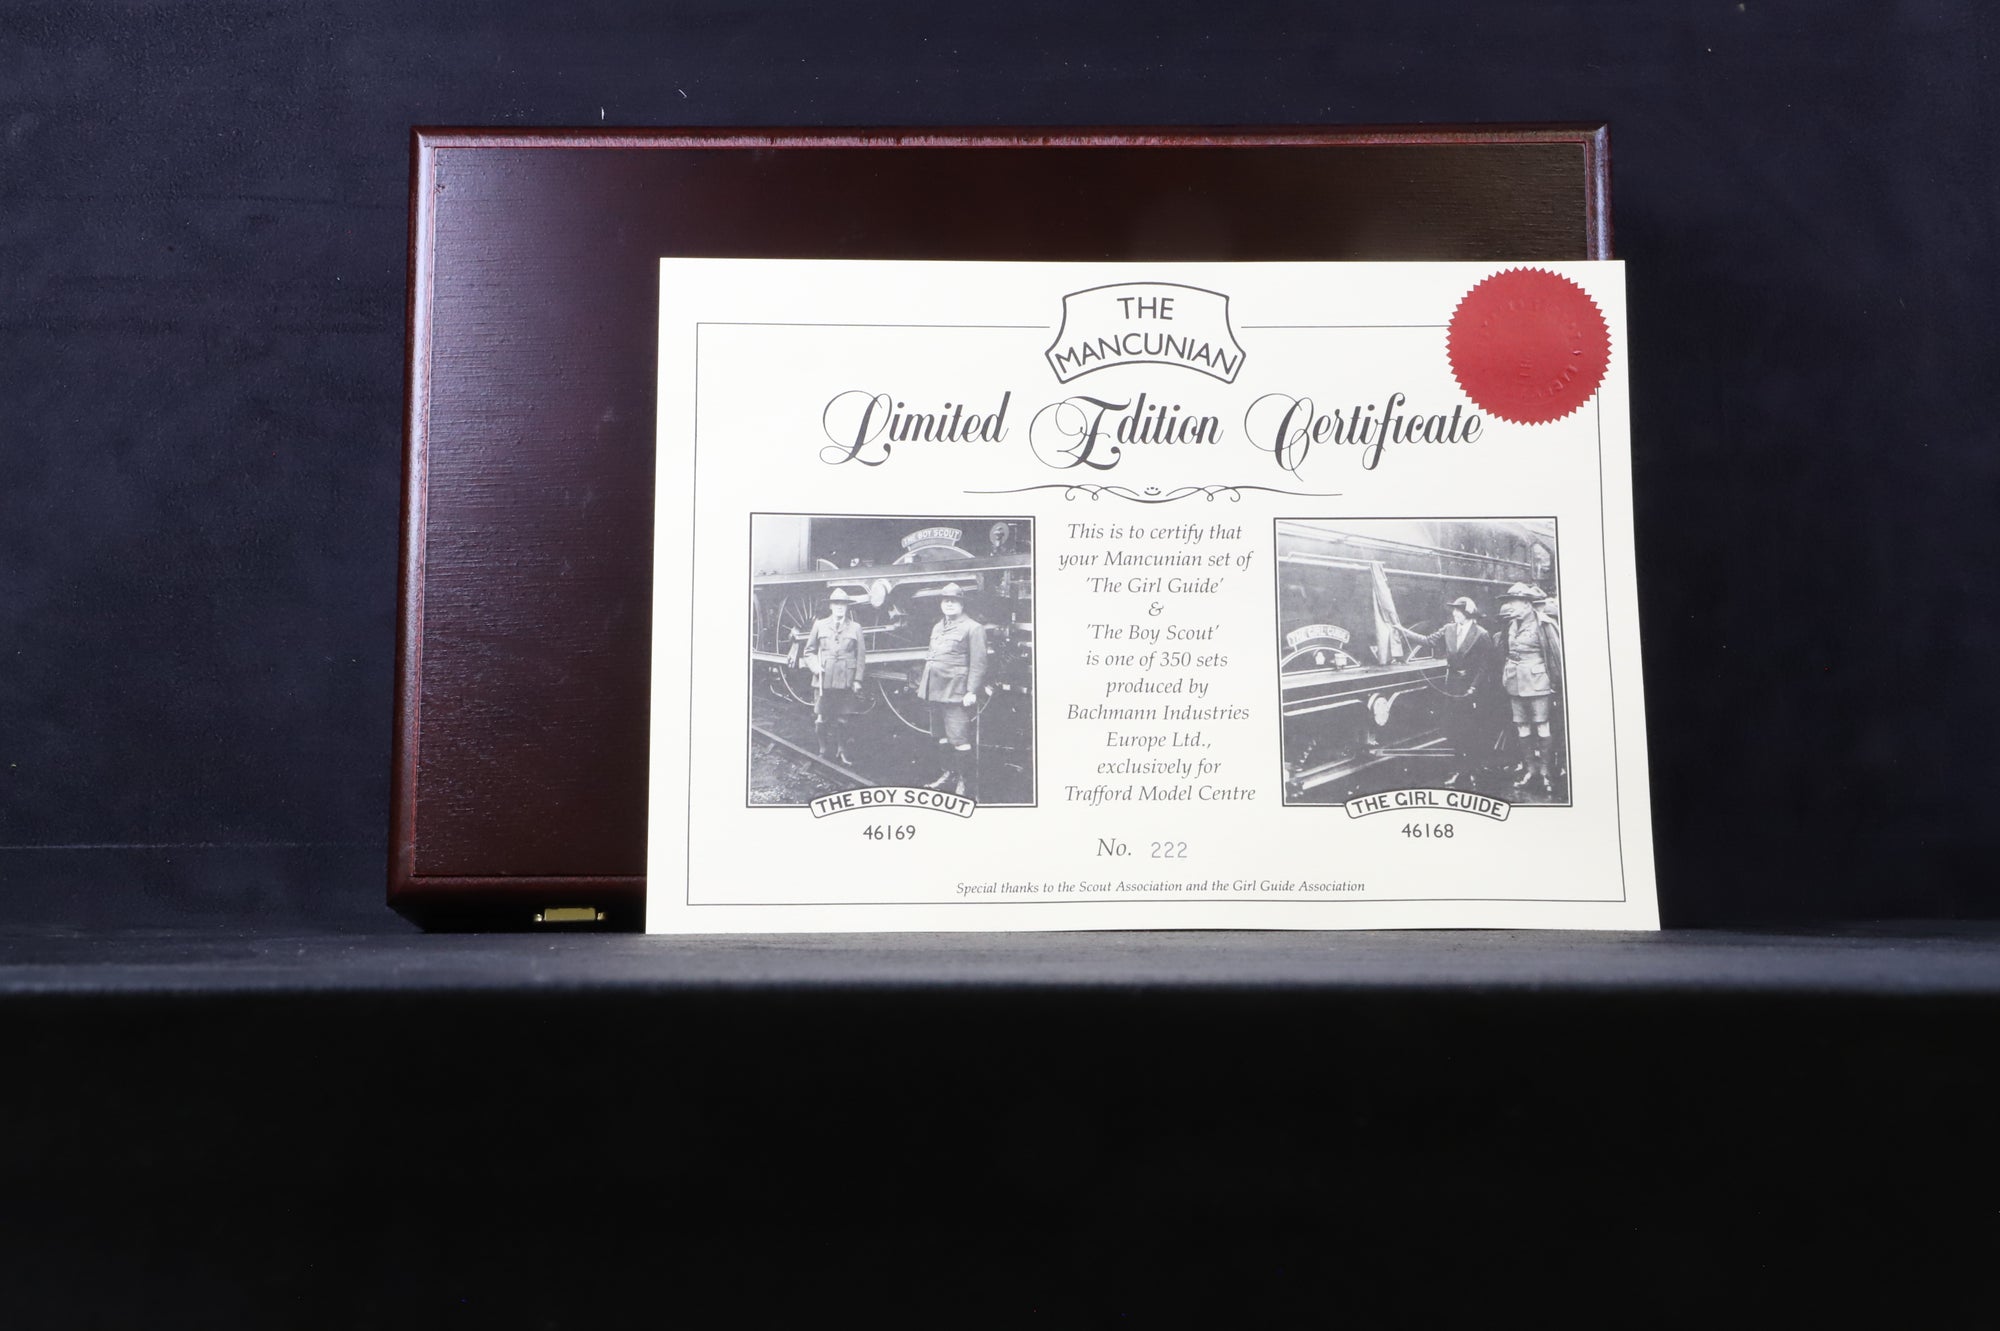 THE
MANCUNIAN
Limited Edition Certificate
THE BOY SCOUT
This is to certify that
your Mancunian set of
'The Girl Guide'
&
'The Boy Scout'
is one of 350 sets
produced by
Bachmann Industries
Europe Ltd.,
exclusively for
Trafford Model Centre
THE GIRL GUIDE
THE BOY SCOUT
46169
THE GIRL GUIDE
46168
No. 222
Special thanks to the Scout Association and the Girl Guide Association